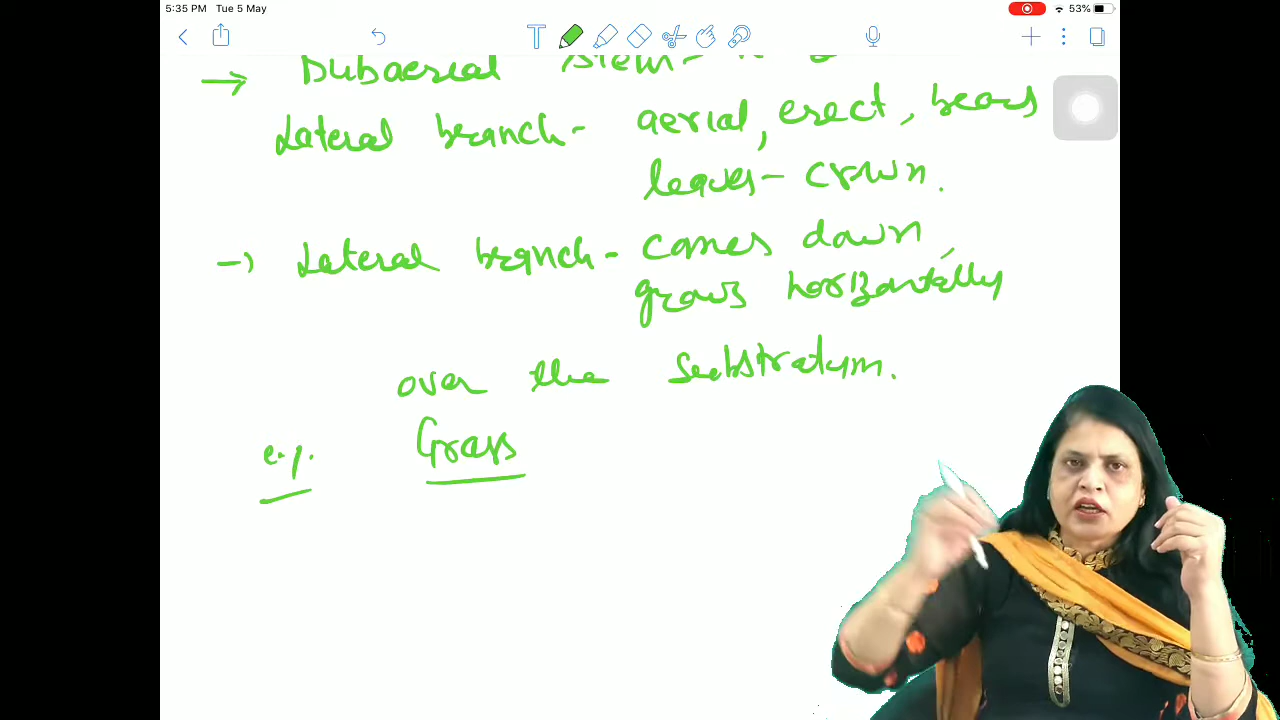 5:35 PM Tue 5 May
53%
→ Subaerial Stem -
Lateral branch - aerial, erect, bears
leaves - crown.
→ Lateral branch - comes down,
grows horizontally
over the substratum.
e.g. Grass